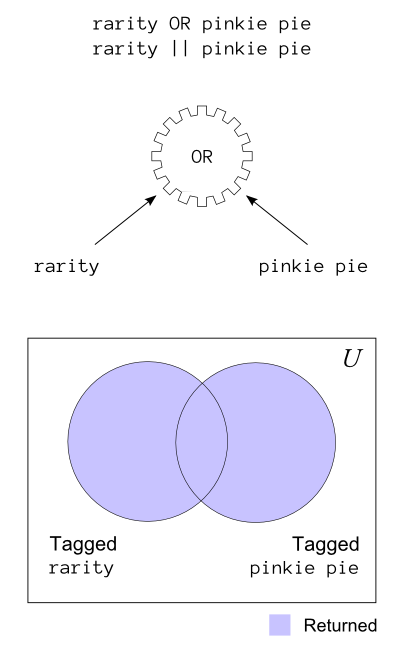 rarity OR pinkie pie
rarity || pinkie pie
OR
rarity
pinkie pie
U
Tagged
rarity
Tagged
pinkie pie
Returned